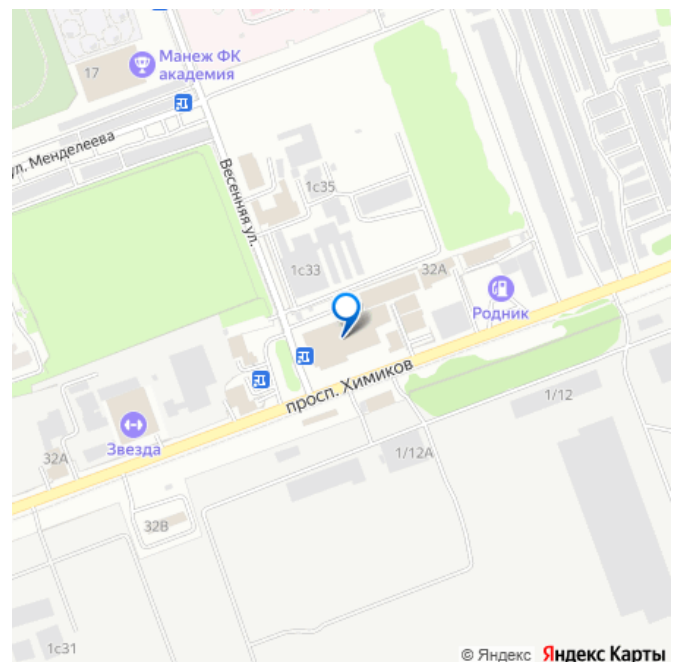 Манеж ФК
академия
17
ул. Менделеева
Весенняя ул.
1с35
1с33
32А
Родник
просп. Химиков
1/12
Звезда
32А
1/12А
32В
1с31
© Яндекс Яндекс Карты